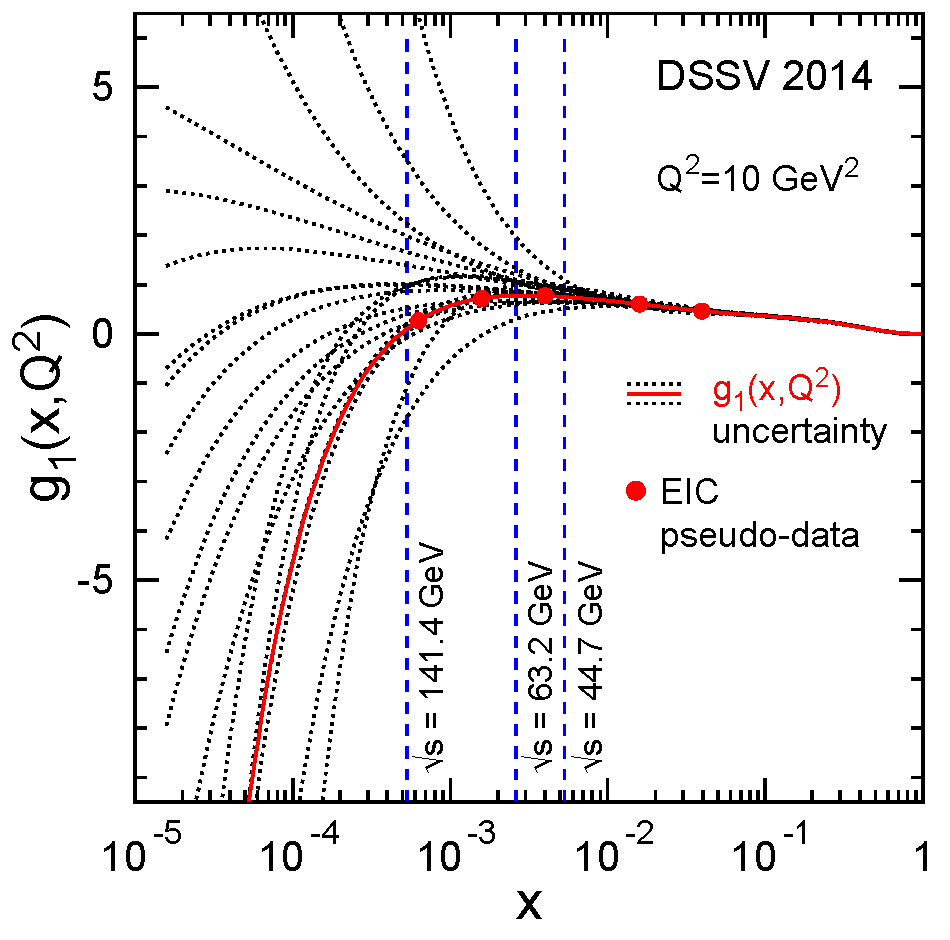 DSSV 2014
Q²=10 GeV²
5
0
-5
g₁(x,Q²)
g₁(x,Q²)
uncertainty
EIC
pseudo-data
√s = 141.4 GeV
√s = 63.2 GeV
√s = 44.7 GeV
10⁻⁵
10⁻⁴
10⁻³
10⁻²
10⁻¹
1
x